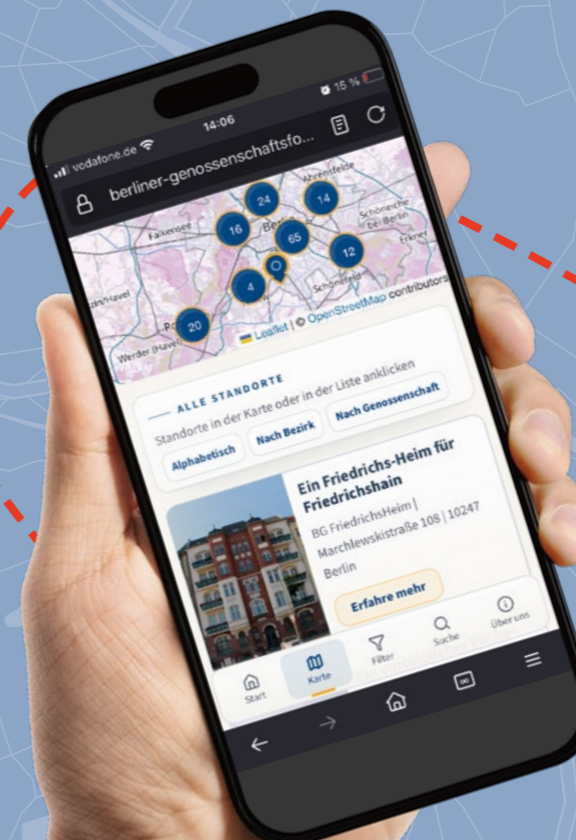 vodafone.de
14:06
15 %
berliner-genossenschaftsfo...
Ahrensfelde
24
14
16
Falkensee
Berlin
65
Schöneiche
bei Berlin
Erkner
12
4
Schönefeld
20
Werder (Havel)
Leaflet | © OpenStreetMap contributors
ALLE STANDORTE
Standorte in der Karte oder in der Liste anklicken
Alphabetisch
Nach Bezirk
Nach Genossenschaft
Ein Friedrichs-Heim für
Friedrichshain
BG FriedrichsHeim |
Marchlewskistraße 108 | 10247
Berlin
Erfahre mehr
Start
Karte
Filter
Suche
Über uns